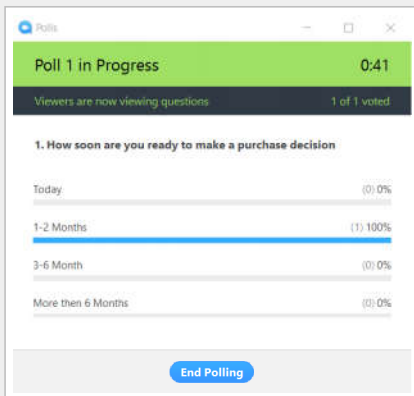 Polls
Poll 1 in Progress 0:41
Viewers are now viewing questions 1 of 1 voted
1. How soon are you ready to make a purchase decision
Today (0) 0%
1-2 Months (1) 100%
3-6 Month (0) 0%
More then 6 Months (0) 0%
End Polling